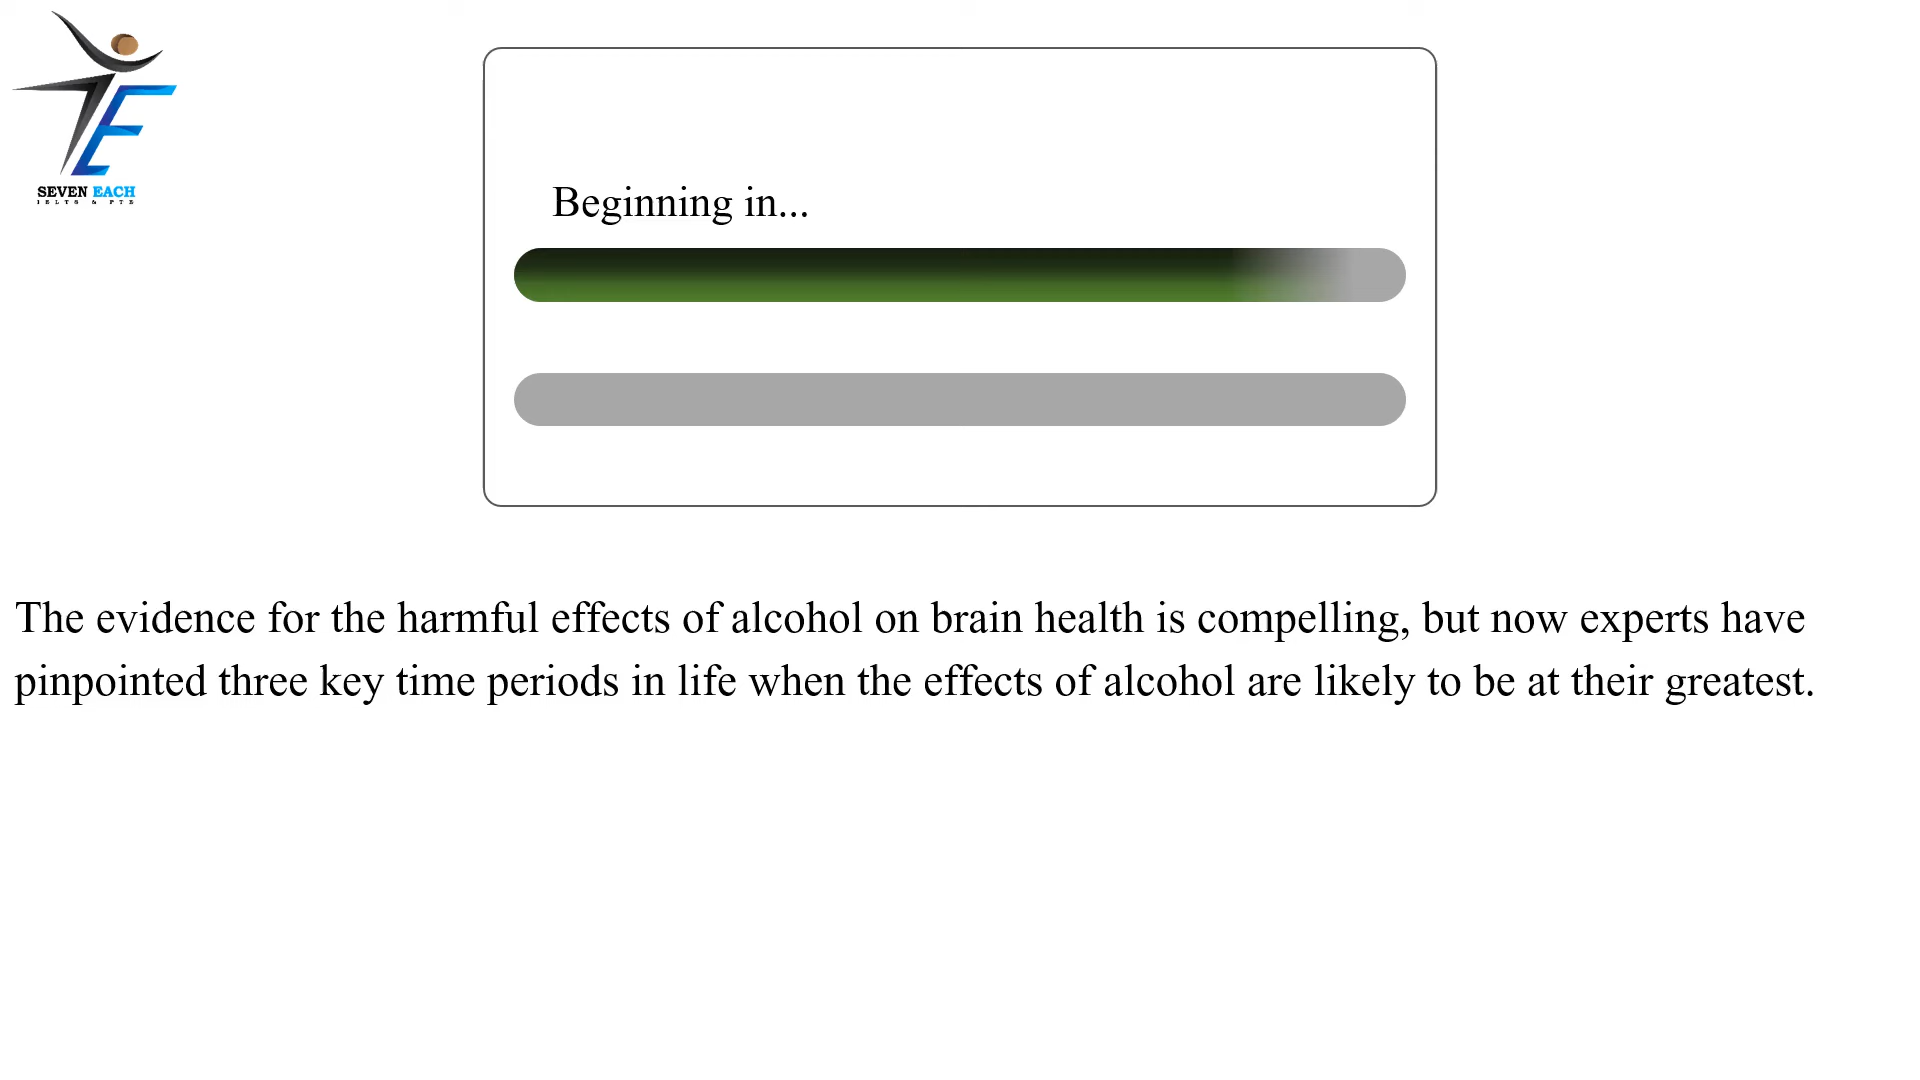 SEVEN EACH
IELTS & PTE
Beginning in...
The evidence for the harmful effects of alcohol on brain health is compelling, but now experts have
pinpointed three key time periods in life when the effects of alcohol are likely to be at their greatest.